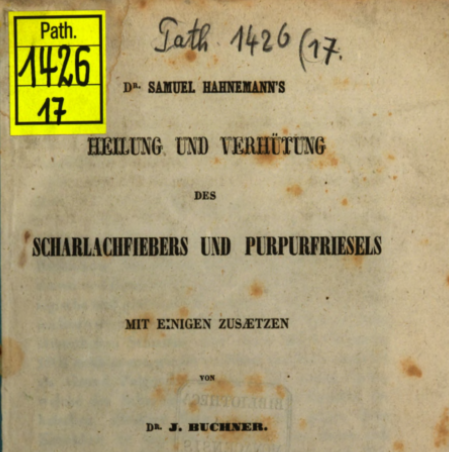 Path.
1426
17
Path. 1426 (17.
DR. SAMUEL HAHNEMANN'S
HEILUNG UND VERHÜTUNG
DES
SCHARLACHFIEBERS UND PURPURFRIESELS
MIT EINIGEN ZUSÆTZEN
VON
DR. J. BUCHNER.